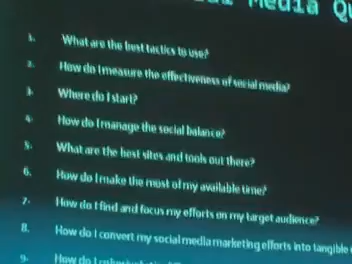 Media Qu
1. What are the best tactics to use?
2. How do I measure the effectiveness of social media?
3. Where do I start?
4. How do I manage the social balance?
5. What are the best sites and tools out there?
6. How do I make the most of my available time?
7. How do I find and focus my efforts on my target audience?
8. How do I convert my social media marketing efforts into tangible
9. How do I